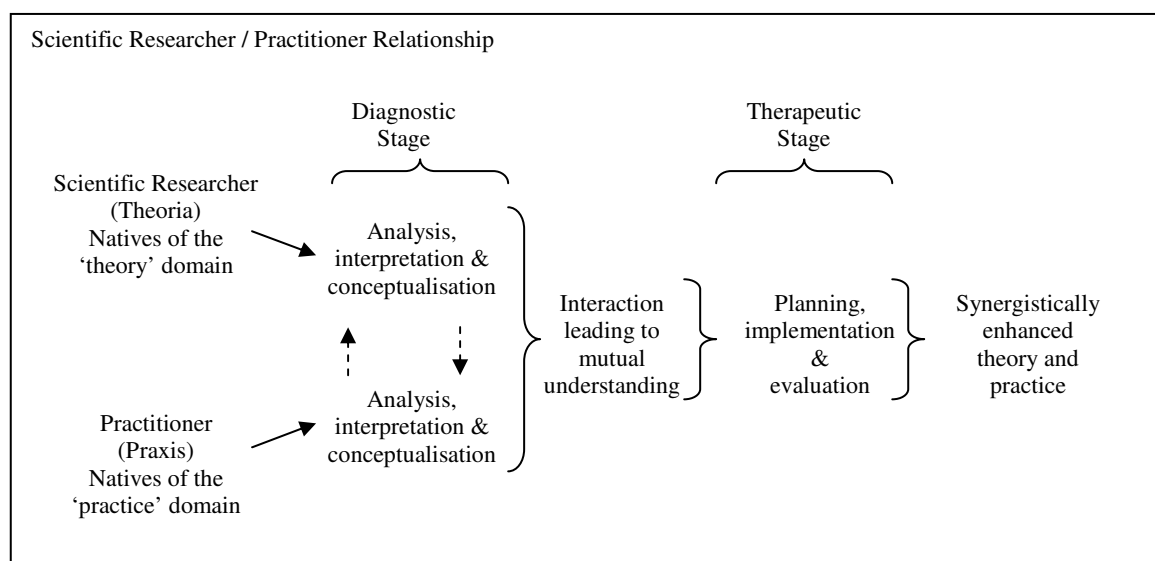 Scientific Researcher / Practitioner Relationship
Diagnostic
Stage
Therapeutic
Stage
Scientific Researcher
(Theoria)
Natives of the
‘theory’ domain
Analysis,
interpretation &
conceptualisation
Practitioner
(Praxis)
Natives of the
‘practice’ domain
Analysis,
interpretation &
conceptualisation
Interaction
leading to
mutual
understanding
Planning,
implementation
&
evaluation
Synergistically
enhanced
theory and
practice